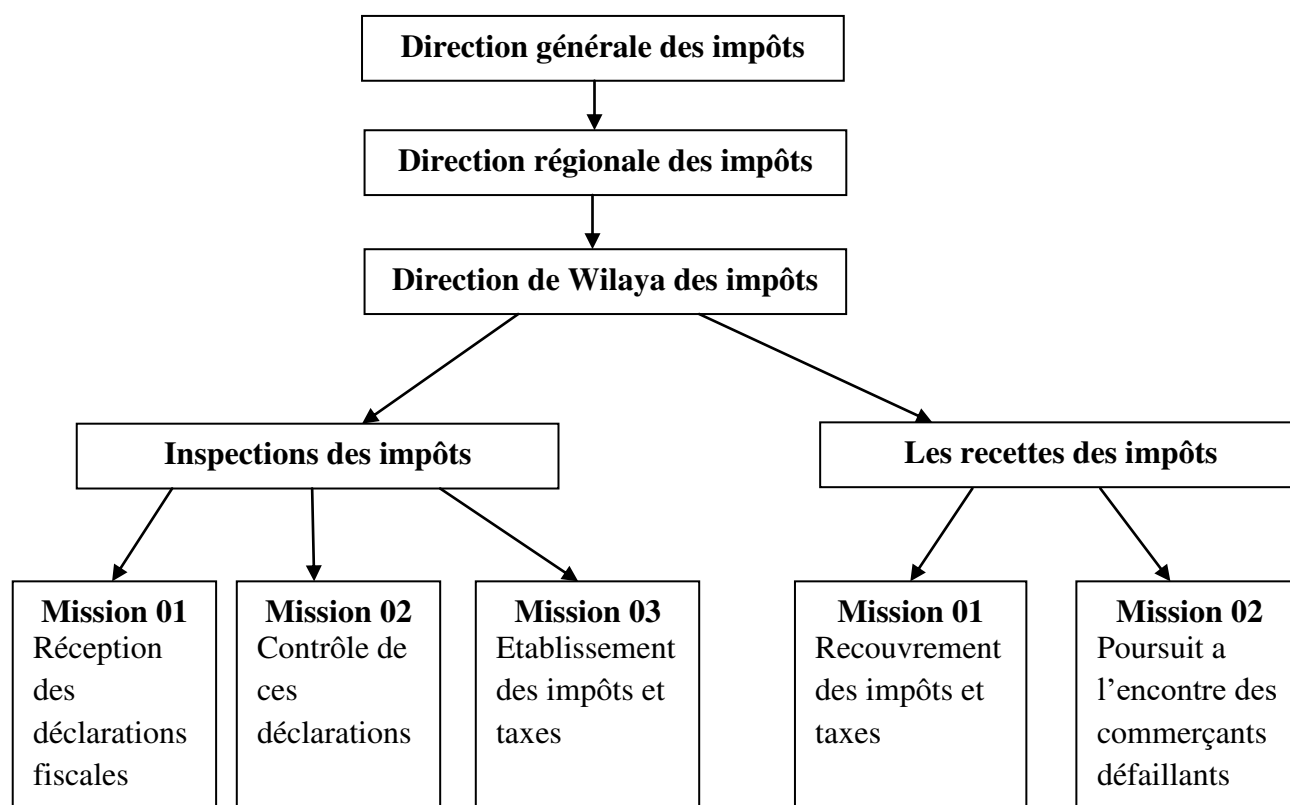 Direction générale des impôts
Direction régionale des impôts
Direction de Wilaya des impôts
Inspections des impôts
Les recettes des impôts
Mission 01
Réception
des
déclarations
fiscales
Mission 02
Contrôle de
ces
déclarations
Mission 03
Etablissement
des impôts et
taxes
Mission 01
Recouvrement
des impôts et
taxes
Mission 02
Poursuit a
l’encontre des
commerçants
défaillants